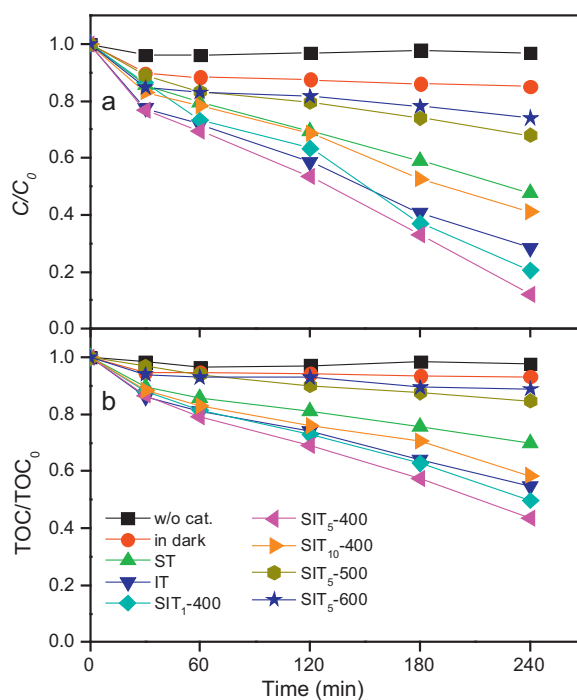 1.0
0.8
a
0.6
C/C₀
0.4
0.2
0.0
1.0
0.8
b
0.6
TOC/TOC₀
0.4
0.2
0.0
w/o cat.
in dark
ST
IT
SIT₁-400
SIT₅-400
SIT₁₀-400
SIT₅-500
SIT₅-600
0 60 120 180 240
Time (min)